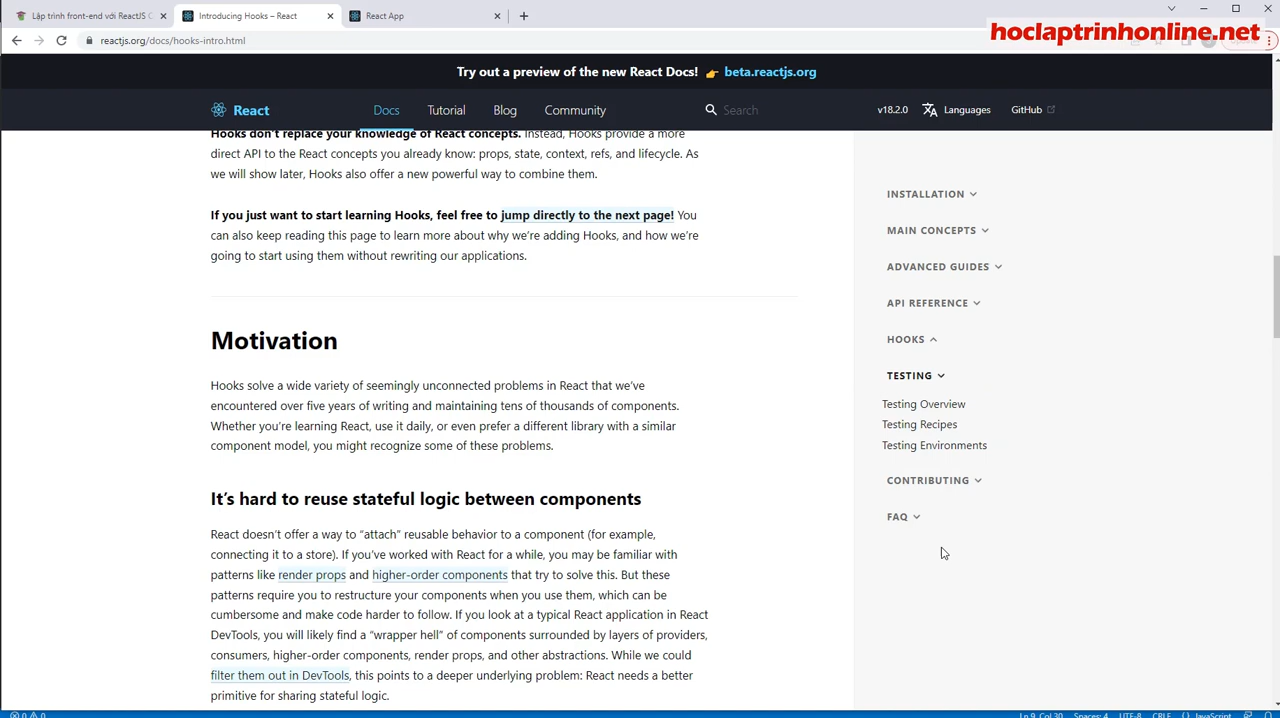 Lập trình front-end với ReactJS
Introducing Hooks – React
React App
reactjs.org/docs/hooks-intro.html
hoclaptrinhonline.net
Try out a preview of the new React Docs! 👉 beta.reactjs.org
React
Docs
Tutorial
Blog
Community
Search
v18.2.0
Languages
GitHub
Hooks don't replace your knowledge of React concepts. Instead, Hooks provide a more
direct API to the React concepts you already know: props, state, context, refs, and lifecycle. As
we will show later, Hooks also offer a new powerful way to combine them.
If you just want to start learning Hooks, feel free to jump directly to the next page! You
can also keep reading this page to learn more about why we're adding Hooks, and how we're
going to start using them without rewriting our applications.
Motivation
Hooks solve a wide variety of seemingly unconnected problems in React that we've
encountered over five years of writing and maintaining tens of thousands of components.
Whether you're learning React, use it daily, or even prefer a different library with a similar
component model, you might recognize some of these problems.
It's hard to reuse stateful logic between components
React doesn't offer a way to “attach” reusable behavior to a component (for example,
connecting it to a store). If you've worked with React for a while, you may be familiar with
patterns like render props and higher-order components that try to solve this. But these
patterns require you to restructure your components when you use them, which can be
cumbersome and make code harder to follow. If you look at a typical React application in React
DevTools, you will likely find a “wrapper hell” of components surrounded by layers of providers,
consumers, higher-order components, render props, and other abstractions. While we could
filter them out in DevTools, this points to a deeper underlying problem: React needs a better
primitive for sharing stateful logic.
INSTALLATION
MAIN CONCEPTS
ADVANCED GUIDES
API REFERENCE
HOOKS
TESTING
Testing Overview
Testing Recipes
Testing Environments
CONTRIBUTING
FAQ
Ln 9, Col 30
Spaces: 4
UTF-8
CRLF
JavaScript